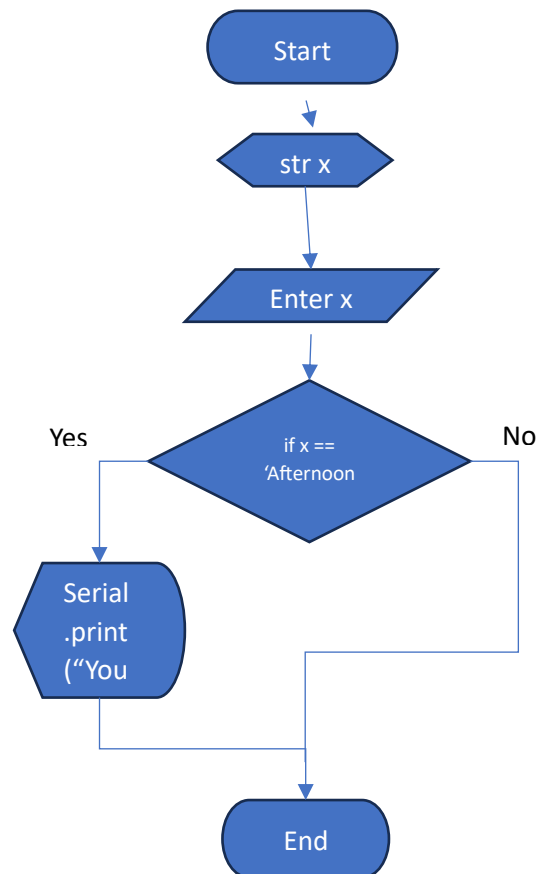 Start
str x
Enter x
if x ==
‘Afternoon
Yes
No
Serial
.print
(“You
End